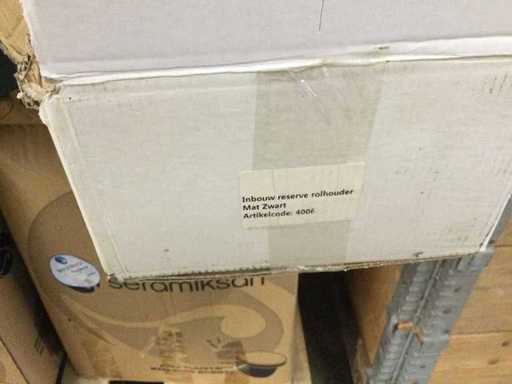 Inbouw reserve rolhouder
Mat Zwart
Artikelcode: 4006
seramiksan